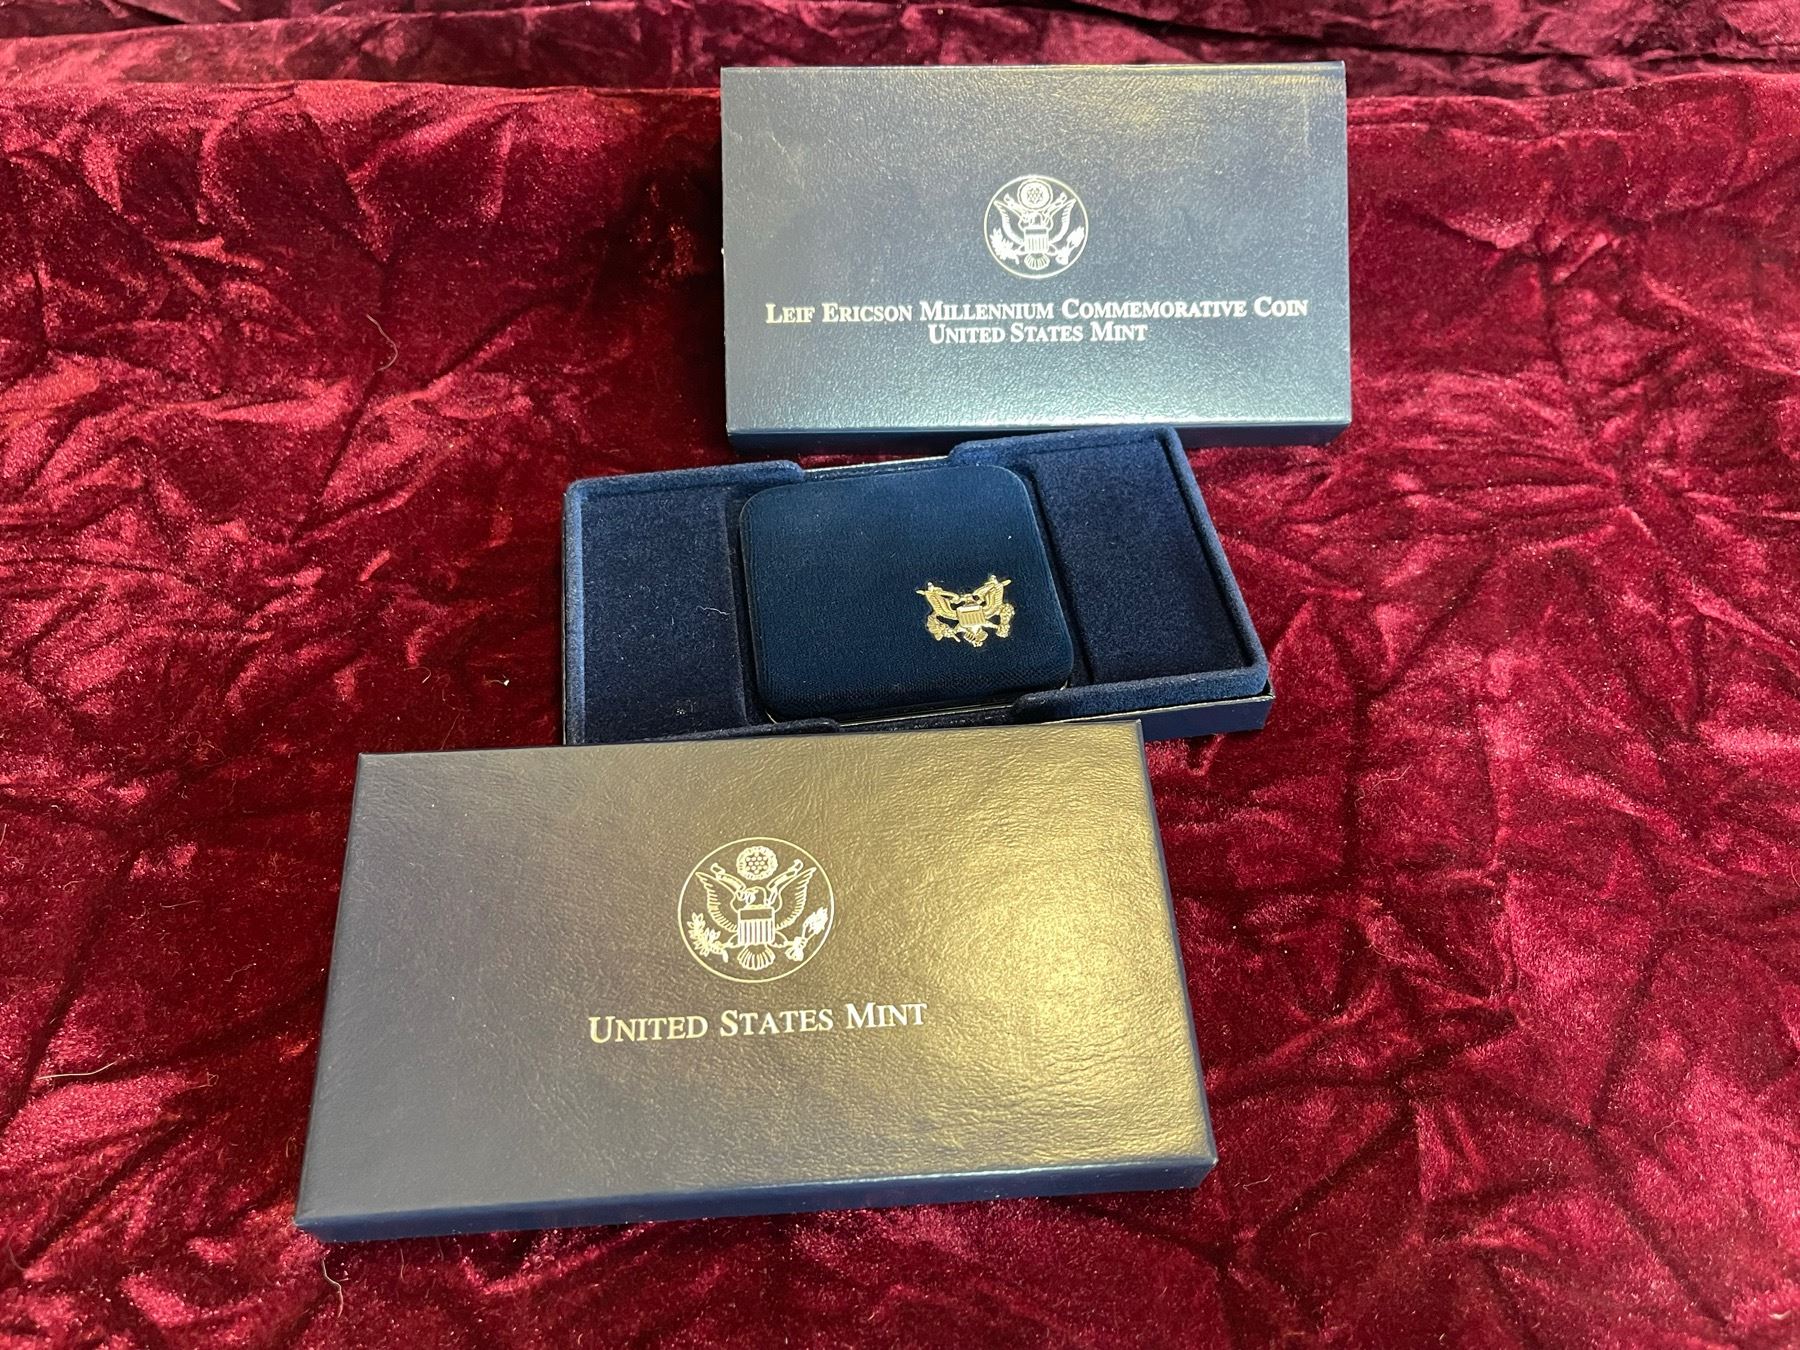 Leif Ericson Millennium Commemorative Coin
United States Mint
United States Mint